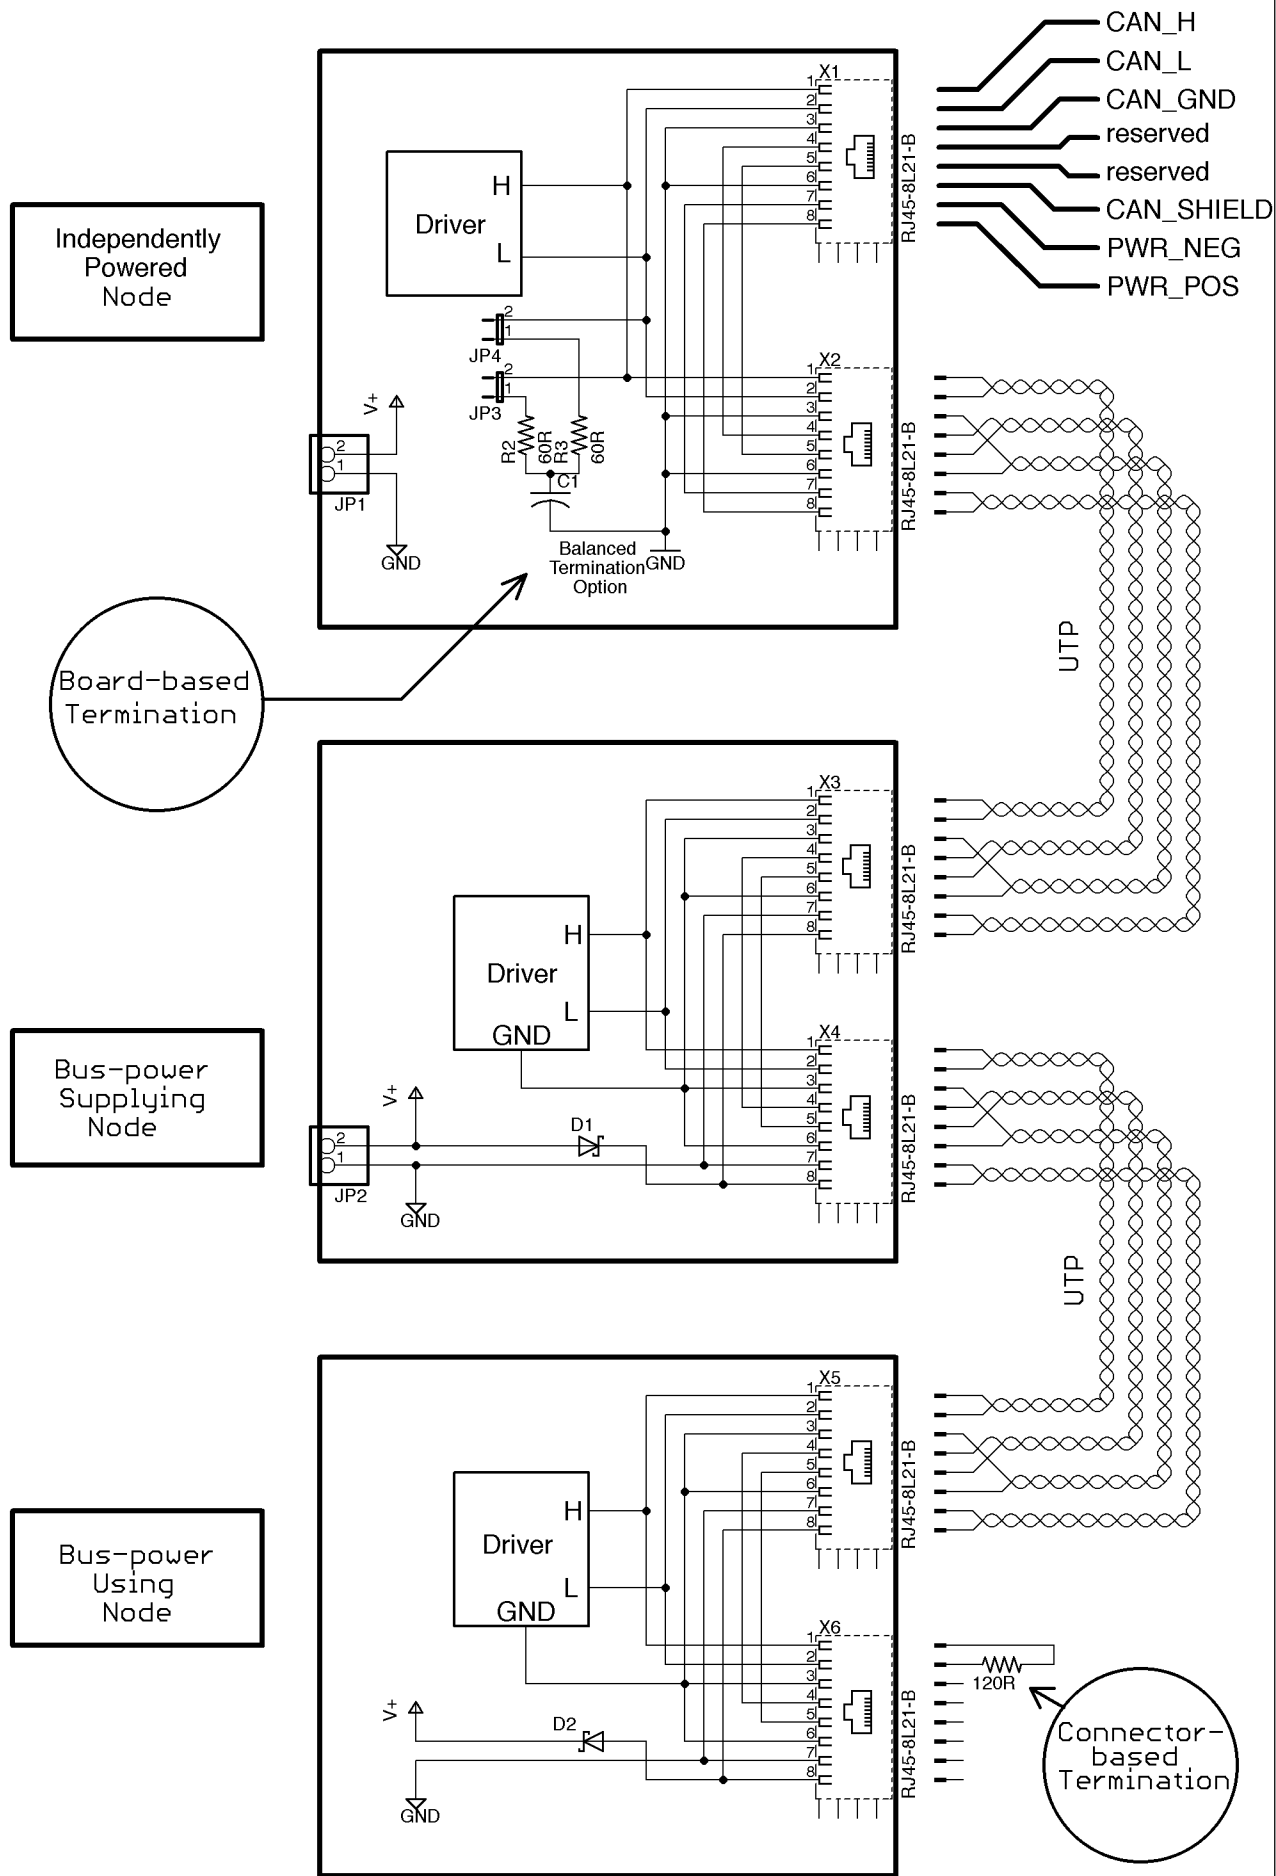 CAN_H
CAN_L
CAN_GND
reserved
reserved
CAN_SHIELD
PWR_NEG
PWR_POS
X1
1
2
3
4
5
6
7
8
RJ45-8L21-B
Driver
H
L
Independently
Powered
Node
2
1
JP4
2
1
JP3
R2
60R
R3
60R
C1
V+
2
1
JP1
GND
Balanced
Termination
Option
GND
X2
1
2
3
4
5
6
7
8
RJ45-8L21-B
UTP
Board-based
Termination
X3
1
2
3
4
5
6
7
8
RJ45-8L21-B
Driver
H
L
GND
Bus-power
Supplying
Node
V+
D1
2
1
JP2
GND
X4
1
2
3
4
5
6
7
8
RJ45-8L21-B
UTP
X5
1
2
3
4
5
6
7
8
RJ45-8L21-B
Driver
H
L
GND
Bus-power
Using
Node
V+
D2
GND
X6
1
2
3
4
5
6
7
8
RJ45-8L21-B
120R
Connector-
based
Termination